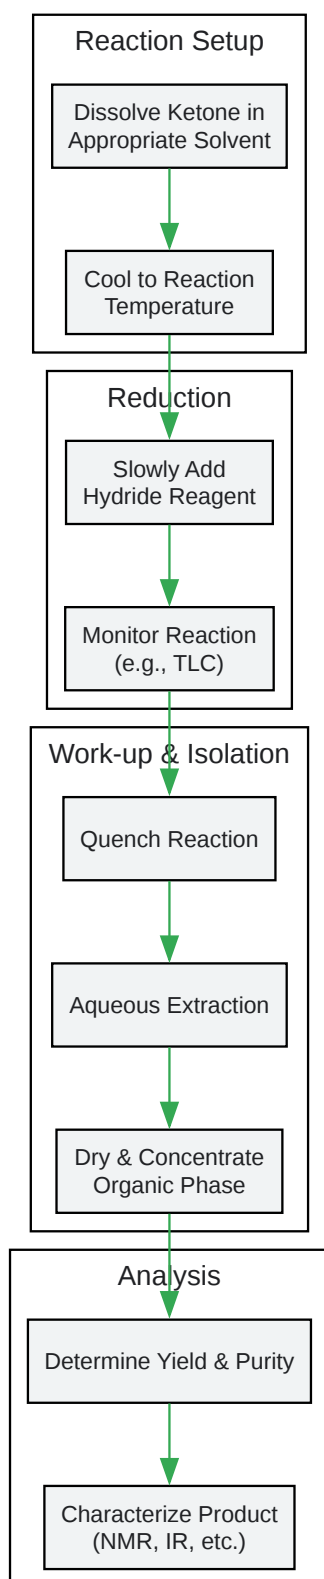 Reaction Setup
Dissolve Ketone in
Appropriate Solvent
Cool to Reaction
Temperature
Reduction
Slowly Add
Hydride Reagent
Monitor Reaction
(e.g., TLC)
Work-up & Isolation
Quench Reaction
Aqueous Extraction
Dry & Concentrate
Organic Phase
Analysis
Determine Yield & Purity
Characterize Product
(NMR, IR, etc.)